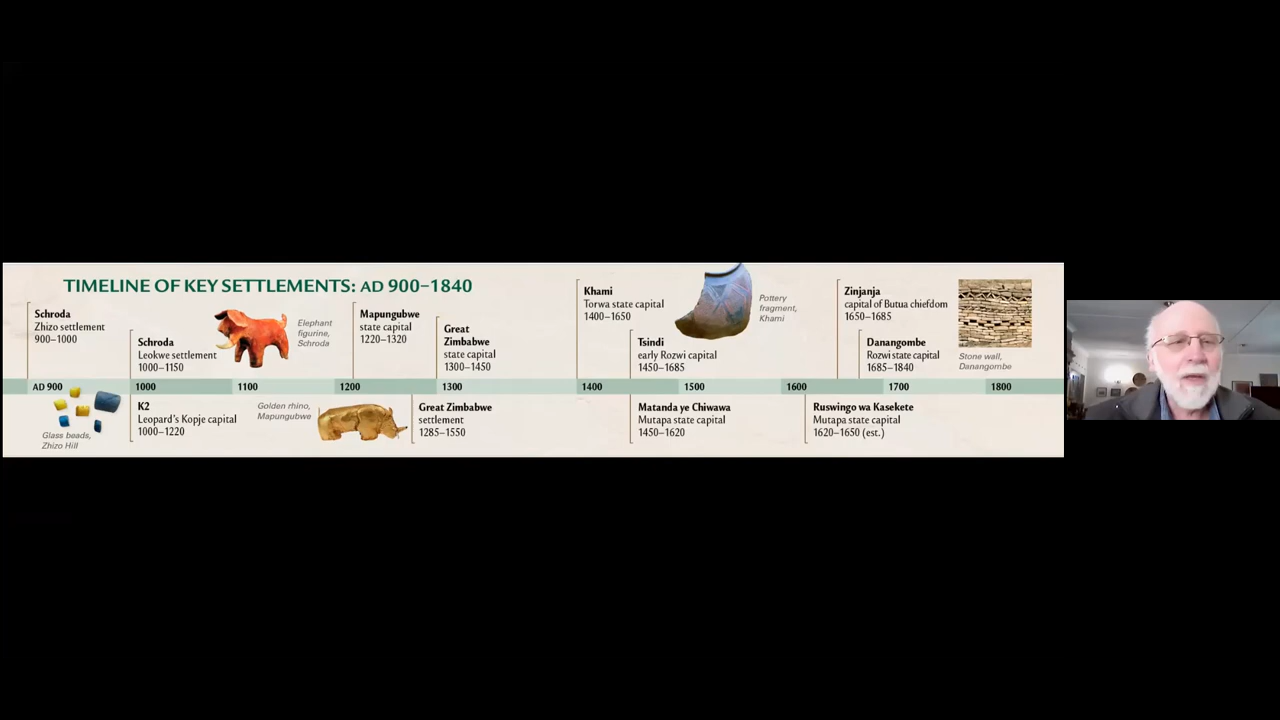 TIMELINE OF KEY SETTLEMENTS: AD 900–1840
Schroda
Zhizo settlement
900–1000
Schroda
Leokwe settlement
1000–1150
Elephant
figurine,
Schroda
Mapungubwe
state capital
1220–1320
Great
Zimbabwe
state capital
1300–1450
Khami
Torwa state capital
1400–1650
Tsindi
early Rozwi capital
1450–1685
Pottery
fragment,
Khami
Zinjanja
capital of Butua chiefdom
1650–1685
Danangombe
Rozwi state capital
1685–1840
Stone wall,
Danangombe
AD 900 1000 1100 1200 1300 1400 1500 1600 1700 1800
Glass beads,
Zhizo Hill
K2
Leopard's Kopje capital
1000–1220
Golden rhino,
Mapungubwe
Great Zimbabwe
settlement
1285–1550
Matanda ye Chiwawa
Mutapa state capital
1450–1620
Ruswingo wa Kasekete
Mutapa state capital
1620–1650 (est.)